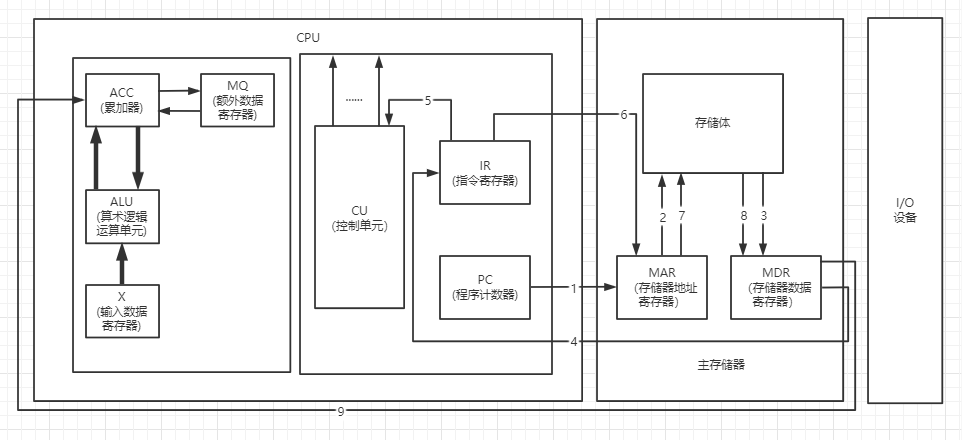 CPU
ACC
(累加器)
MQ
(额外数据
寄存器)
ALU
(算术逻辑
运算单元)
X
(输入数据
寄存器)
......
CU
(控制单元)
5
IR
(指令寄存器)
PC
(程序计数器)
6
1
4
9
存储体
2
7
8
3
MAR
(存储器地址
寄存器)
MDR
(存储器数据
寄存器)
主存储器
I/O
设备